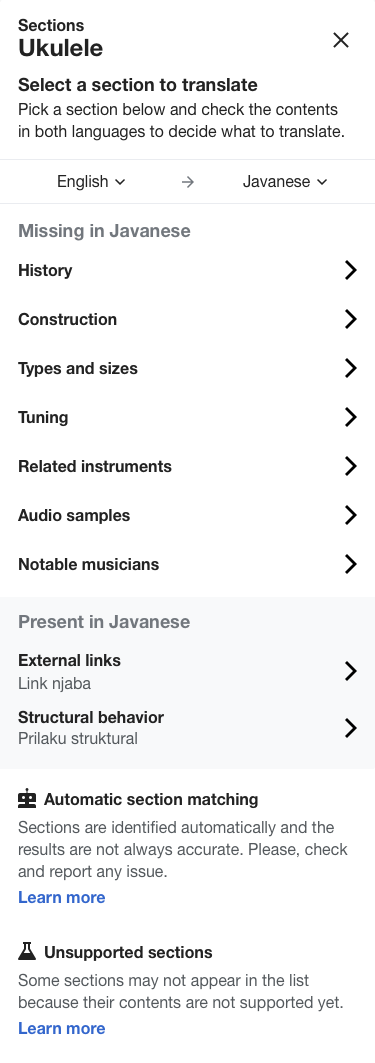 Sections
Ukulele
Select a section to translate
Pick a section below and check the contents
in both languages to decide what to translate.
English
Javanese
Missing in Javanese
History
Construction
Types and sizes
Tuning
Related instruments
Audio samples
Notable musicians
Present in Javanese
External links
Link njaba
Structural behavior
Prilaku struktural
Automatic section matching
Sections are identified automatically and the
results are not always accurate. Please, check
and report any issue.
Learn more
Unsupported sections
Some sections may not appear in the list
because their contents are not supported yet.
Learn more